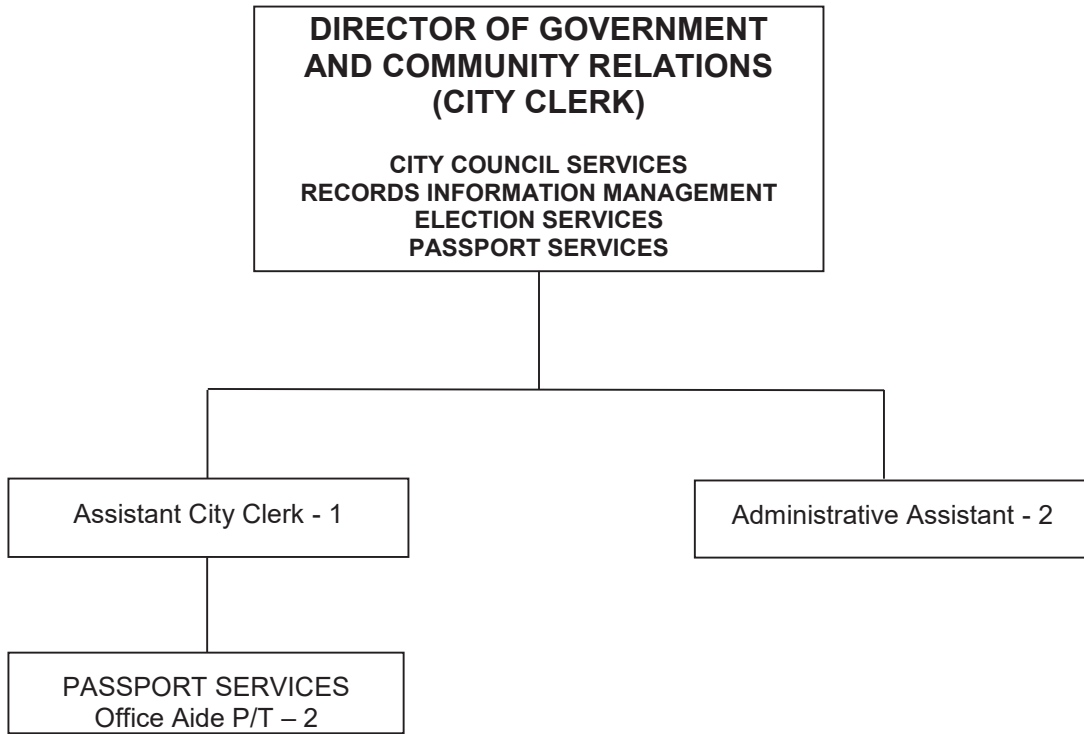 DIRECTOR OF GOVERNMENT
AND COMMUNITY RELATIONS
(CITY CLERK)
CITY COUNCIL SERVICES
RECORDS INFORMATION MANAGEMENT
ELECTION SERVICES
PASSPORT SERVICES
Assistant City Clerk - 1
Administrative Assistant - 2
PASSPORT SERVICES
Office Aide P/T – 2